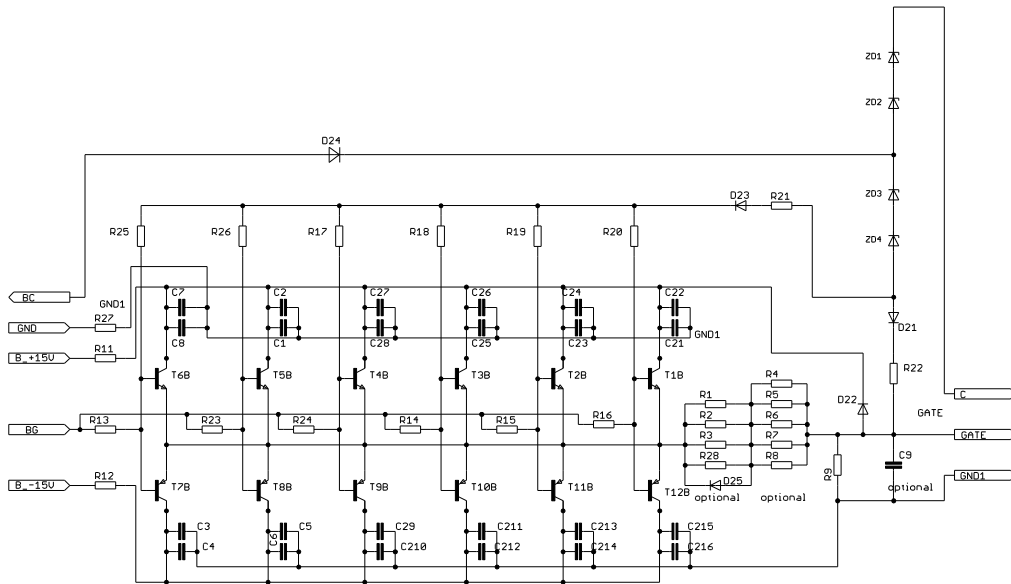 ZD1
ZD2
D24
D23 R21
ZD3
R25 R26 R17 R18 R19 R20
ZD4
BC
GND1 C7 C2 C27 C26 C24 C22
GND R27
D21
C8 C1 C28 C25 C23 C21 GND1
B_+15V R11
R22
T6B T5B T4B T3B T2B T1B
R4
R1 R5
D22
C
R13 R23 R24 R14 R15 R16
R2 R6
GATE
BG
GATE
R3 R7
R28 R8
R9
C9
B_-15V R12
GND1
T7B T8B T9B T10B T11B T12B
D25
optional optional
optional
C3 C5 C29 C211 C213 C215
C4 C6 C210 C212 C214 C216